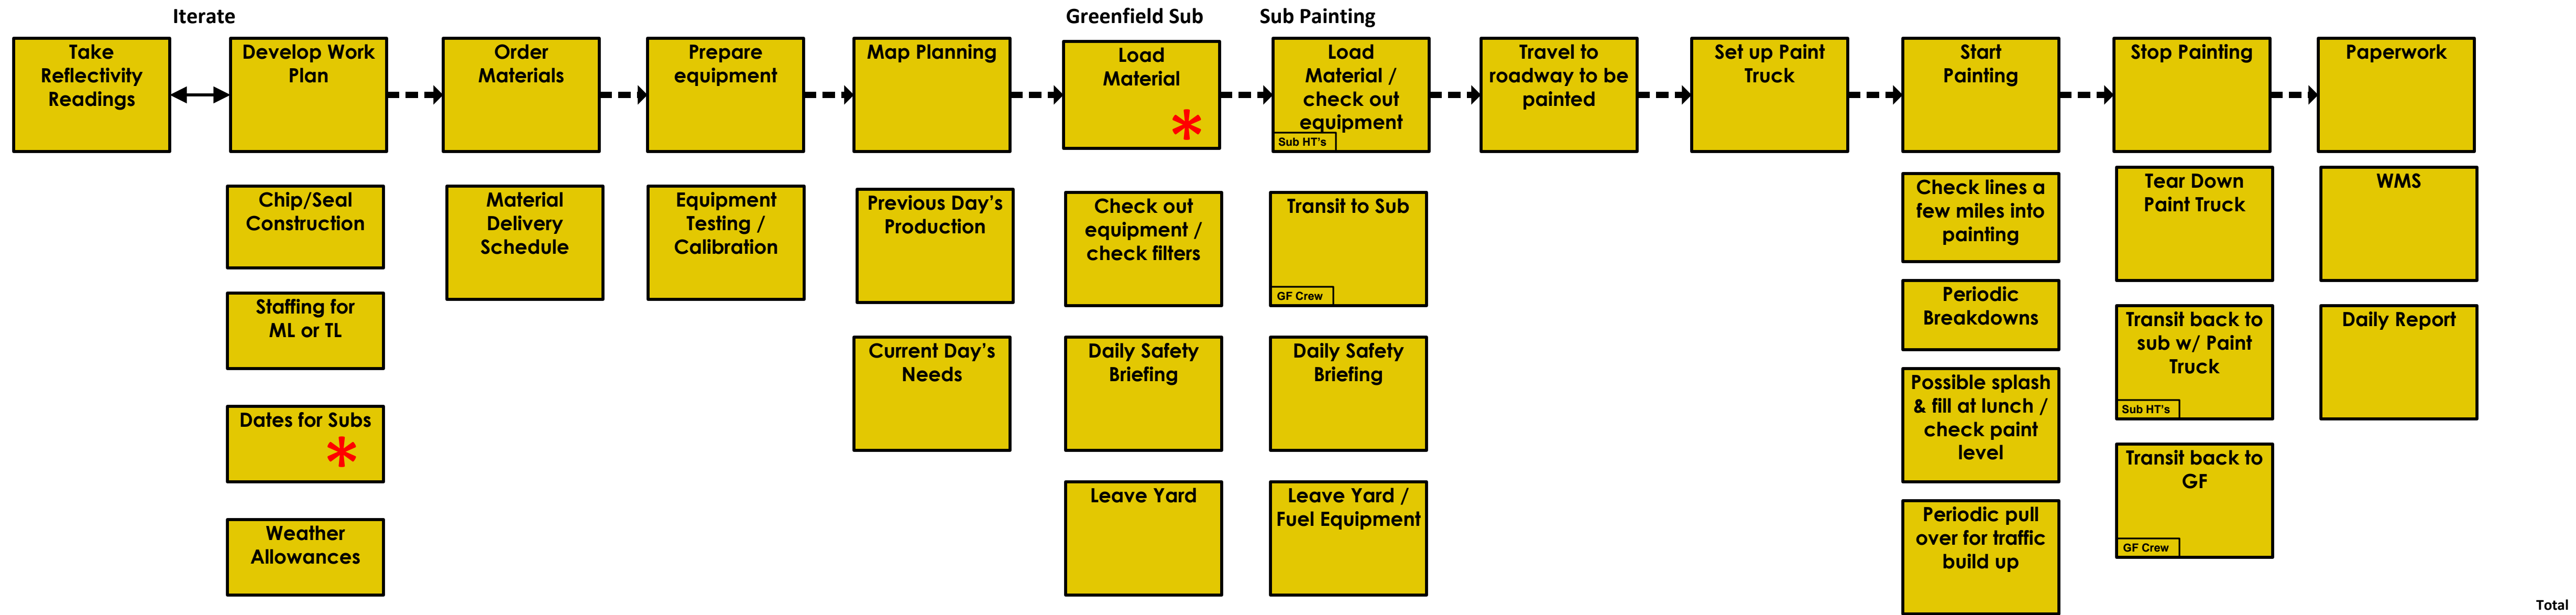 Iterate
Greenfield Sub
Sub Painting
Take
Reflectivity
Readings
Develop Work
Plan
Order
Materials
Prepare
equipment
Map Planning
Load
Material
*
Load
Material /
check out
equipment
Sub HT's
Travel to
roadway to be
painted
Set up Paint
Truck
Start
Painting
Stop Painting
Paperwork
Chip/Seal
Construction
Staffing for
ML or TL
Dates for Subs
*
Weather
Allowances
Material
Delivery
Schedule
Equipment
Testing /
Calibration
Previous Day's
Production
Current Day's
Needs
Check out
equipment /
check filters
Daily Safety
Briefing
Leave Yard
Transit to Sub
GF Crew
Daily Safety
Briefing
Leave Yard /
Fuel Equipment
Check lines a
few miles into
painting
Periodic
Breakdowns
Possible splash
& fill at lunch /
check paint
level
Periodic pull
over for traffic
build up
Tear Down
Paint Truck
Transit back to
sub w/ Paint
Truck
Sub HT's
Transit back to
GF
GF Crew
WMS
Daily Report
Total